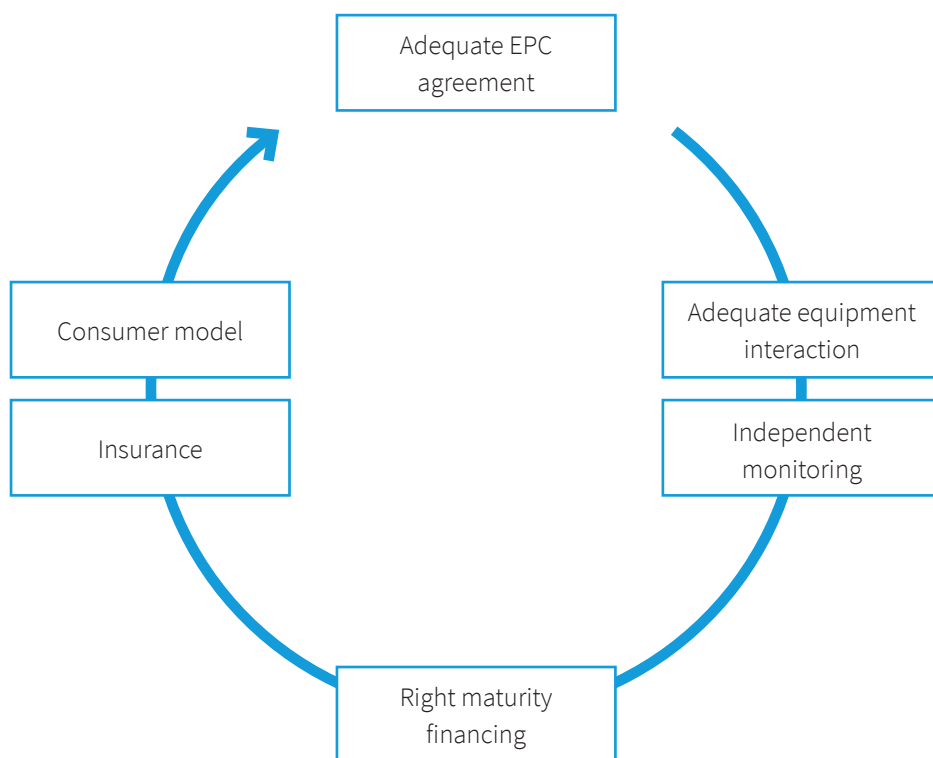 Adequate EPC
agreement
Adequate equipment
interaction
Independent
monitoring
Right maturity
financing
Insurance
Consumer model